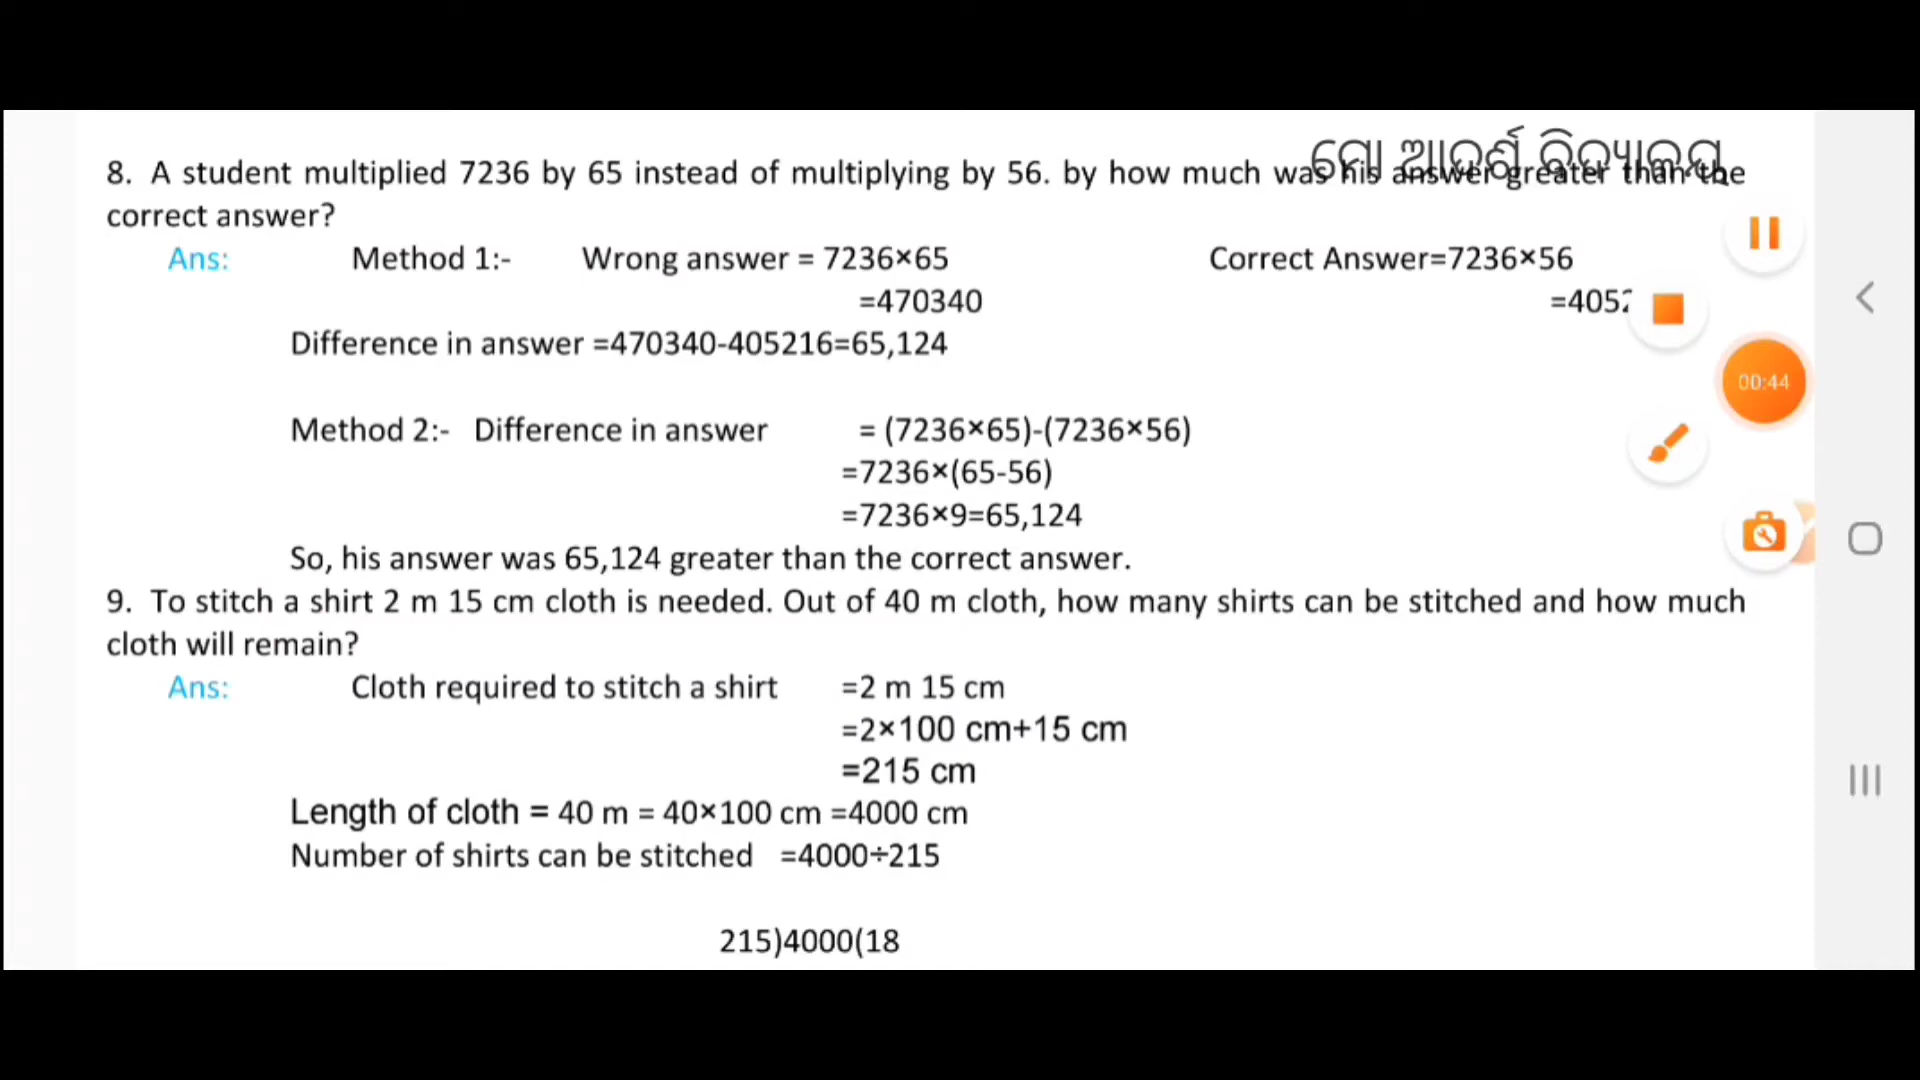 ମୋ ଆଦର୍ଶ ବିଦ୍ୟାଳୟ
8. A student multiplied 7236 by 65 instead of multiplying by 56. by how much was his answer greater than the
correct answer?
Ans: Method 1:- Wrong answer = 7236×65 Correct Answer=7236×56
=470340 =4052
Difference in answer =470340-405216=65,124
00:44
Method 2:- Difference in answer = (7236×65)-(7236×56)
=7236×(65-56)
=7236×9=65,124
So, his answer was 65,124 greater than the correct answer.
9. To stitch a shirt 2 m 15 cm cloth is needed. Out of 40 m cloth, how many shirts can be stitched and how much
cloth will remain?
Ans: Cloth required to stitch a shirt =2 m 15 cm
=2×100 cm+15 cm
=215 cm
Length of cloth = 40 m = 40×100 cm =4000 cm
Number of shirts can be stitched =4000÷215
215)4000(18